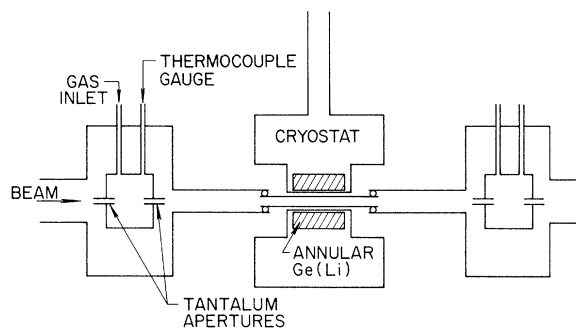 THERMOCOUPLE
GAUGE
GAS
INLET
CRYOSTAT
BEAM
ANNULAR
Ge(Li)
TANTALUM
APERTURES